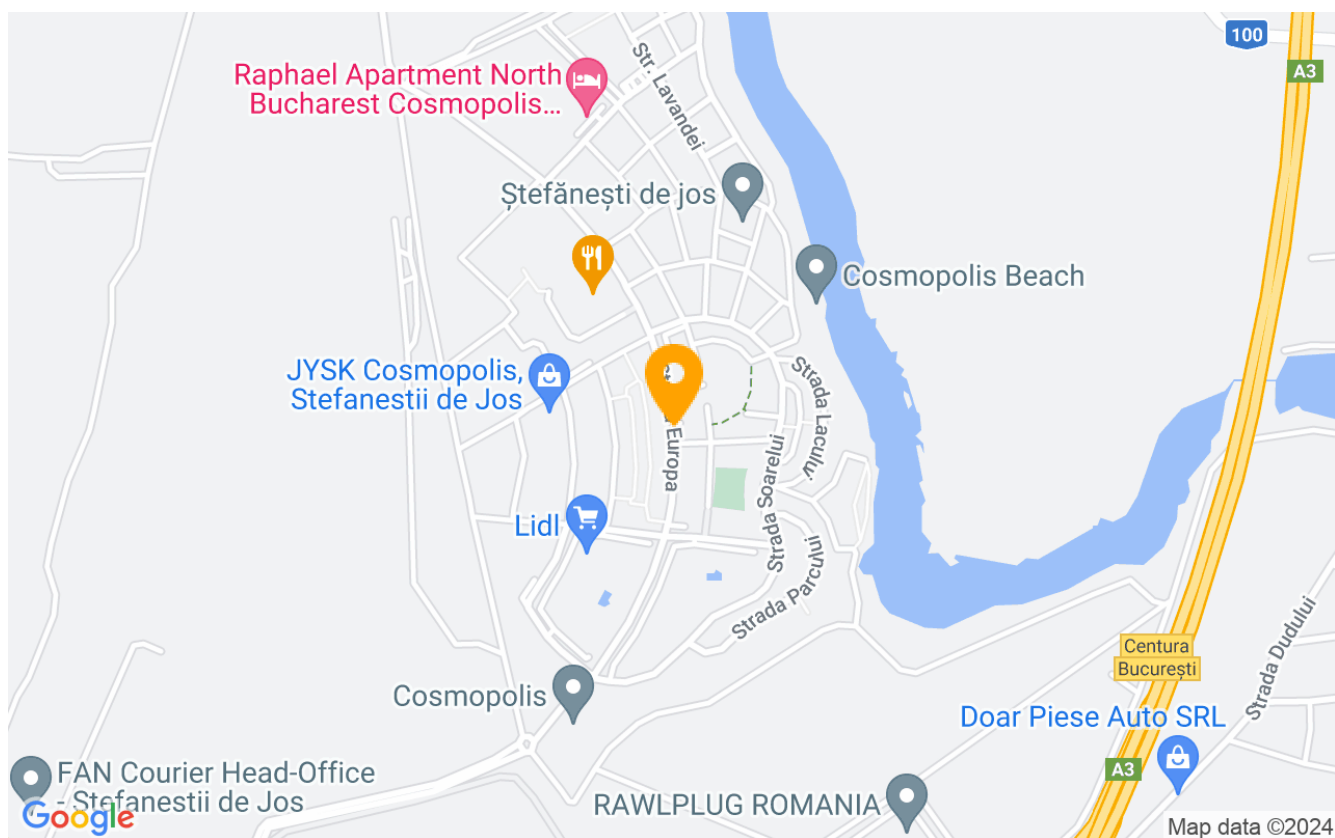 100
A3
Raphael Apartment North
Bucharest Cosmopolis...
Str. Lavandei
Ștefănești de jos
Cosmopolis Beach
JYSK Cosmopolis,
Stefanestii de Jos
Strada Lacului
Europa
Strada Soarelui
Lidl
Strada Parcului
Centura
București
Strada Dudului
Cosmopolis
Doar Piese Auto SRL
A3
FAN Courier Head-Office
- Stefanestii de Jos
RAWLPLUG ROMANIA
Google
Map data ©2024